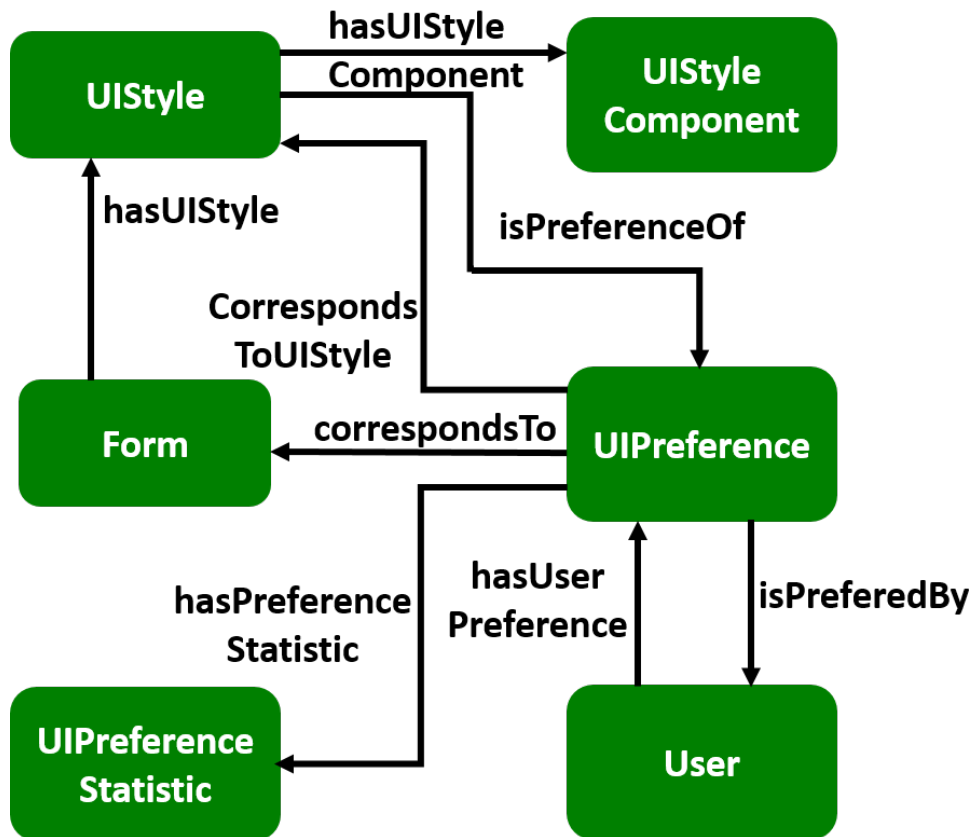 hasUIStyle
Component
UIStyle
UIStyle
Component
hasUIStyle
isPreferenceOf
Corresponds
ToUIStyle
Form
correspondsTo
UIPreference
hasPreference
Statistic
hasUser
Preference
isPreferedBy
UIPreference
Statistic
User